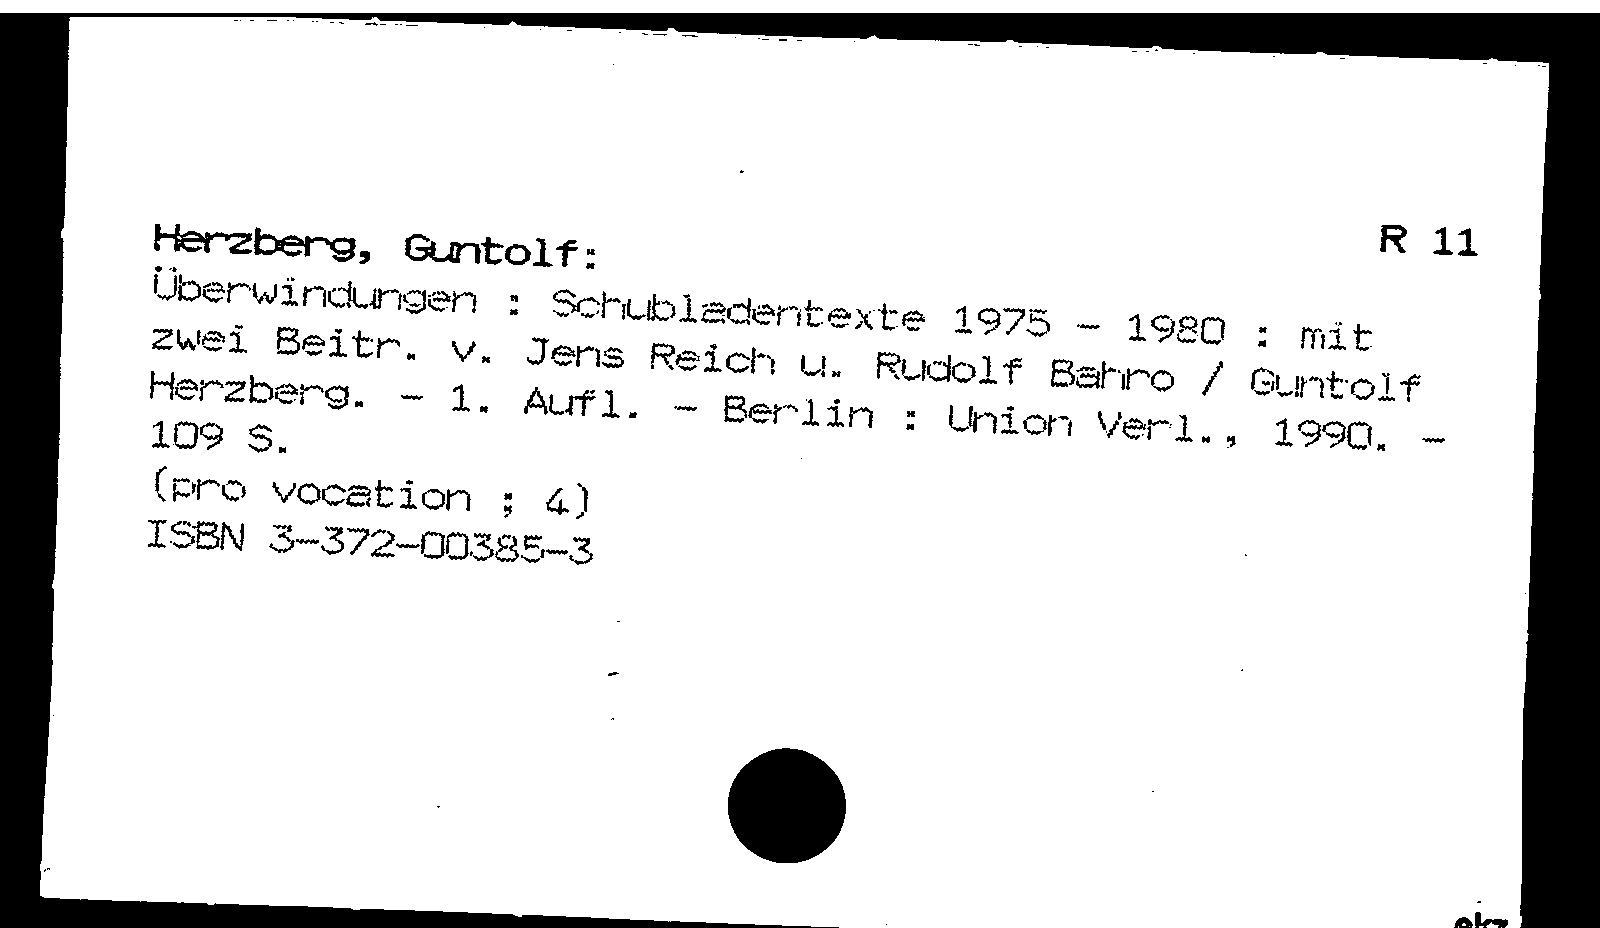 Herzberg, Guntolf: R 11
Überwindungen : Schubladentexte 1975 - 1980 : mit
zwei Beitr. v. Jens Reich u. Rudolf Bahro / Guntolf
Herzberg. - 1. Aufl. - Berlin : Union Verl., 1990. -
109 S.
(pro vocation ; 4)
ISBN 3-372-00385-3
ekz